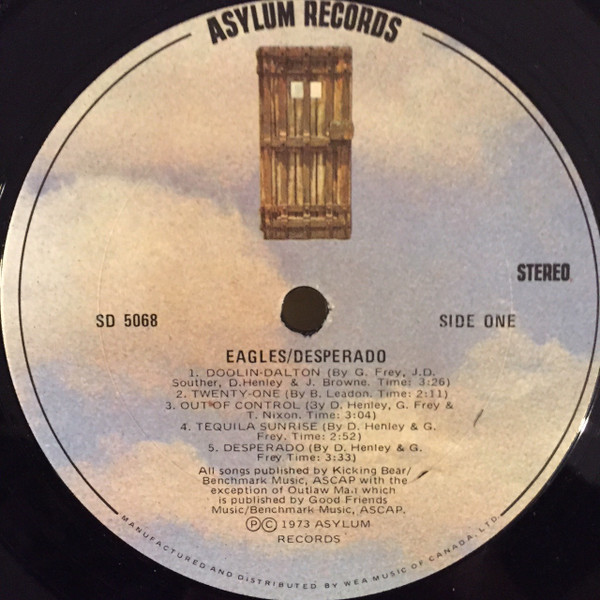 ASYLUM RECORDS
STEREO
SD 5068
SIDE ONE
EAGLES/DESPERADO
1. DOOLIN-DALTON (By G. Frey, J.D.
Souther, D.Henley & J. Browne. Time: 3:26)
2. TWENTY-ONE (By B. Leadon. Time: 2:11)
3. OUT OF CONTROL (By D. Henley, G. Frey &
T. Nixon. Time: 3:04)
4. TEQUILA SUNRISE (By D. Henley & G.
Frey. Time: 2:52)
5. DESPERADO (By D. Henley & G.
Frey Time: 3:33)
All songs published by Kicking Bear/
Benchmark Music, ASCAP with the
exception of Outlaw Man which
is published by Good Friends
Music/Benchmark Music, ASCAP.
ⓅⒸ 1973 ASYLUM
RECORDS
MANUFACTURED AND DISTRIBUTED BY WEA MUSIC OF CANADA, LTD.